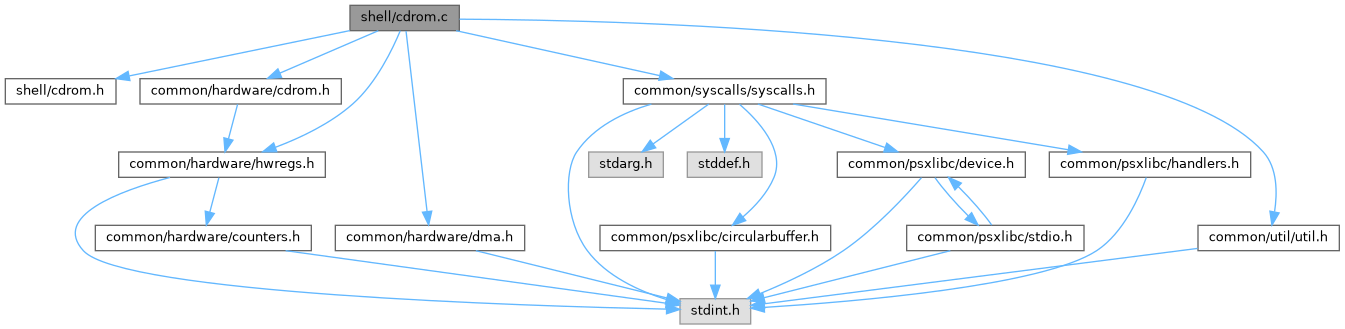 shell/cdrom.c
shell/cdrom.h
common/hardware/cdrom.h
common/syscalls/syscalls.h
common/hardware/hwregs.h
stdarg.h
stddef.h
common/psxlibc/device.h
common/psxlibc/handlers.h
common/hardware/counters.h
common/hardware/dma.h
common/psxlibc/circularbuffer.h
common/psxlibc/stdio.h
common/util/util.h
stdint.h